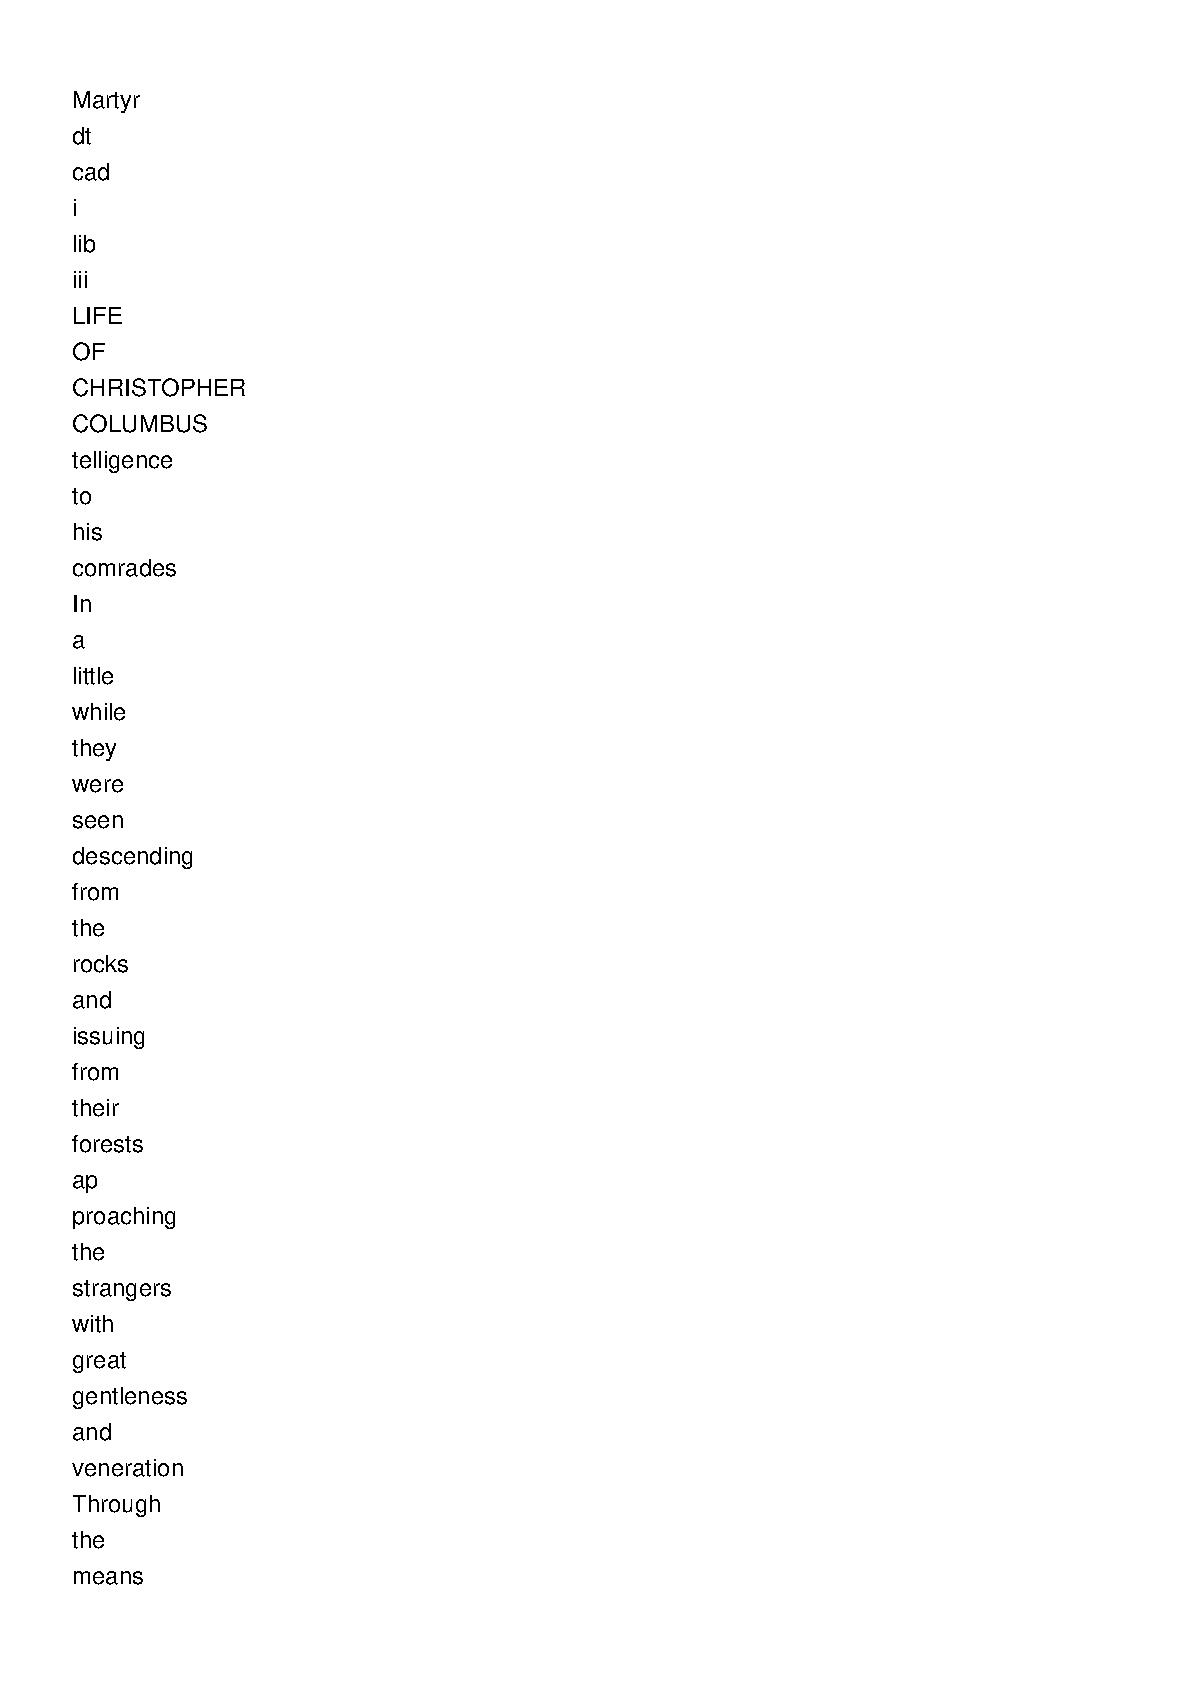 Martyr
dt
cad
i
lib
iii
LIFE
OF
CHRISTOPHER
COLUMBUS
telligence
to
his
comrades
In
a
little
while
they
were
seen
descending
from
the
rocks
and
issuing
from
their
forests
ap
proaching
the
strangers
with
great
gentleness
and
veneration
Through
the
means